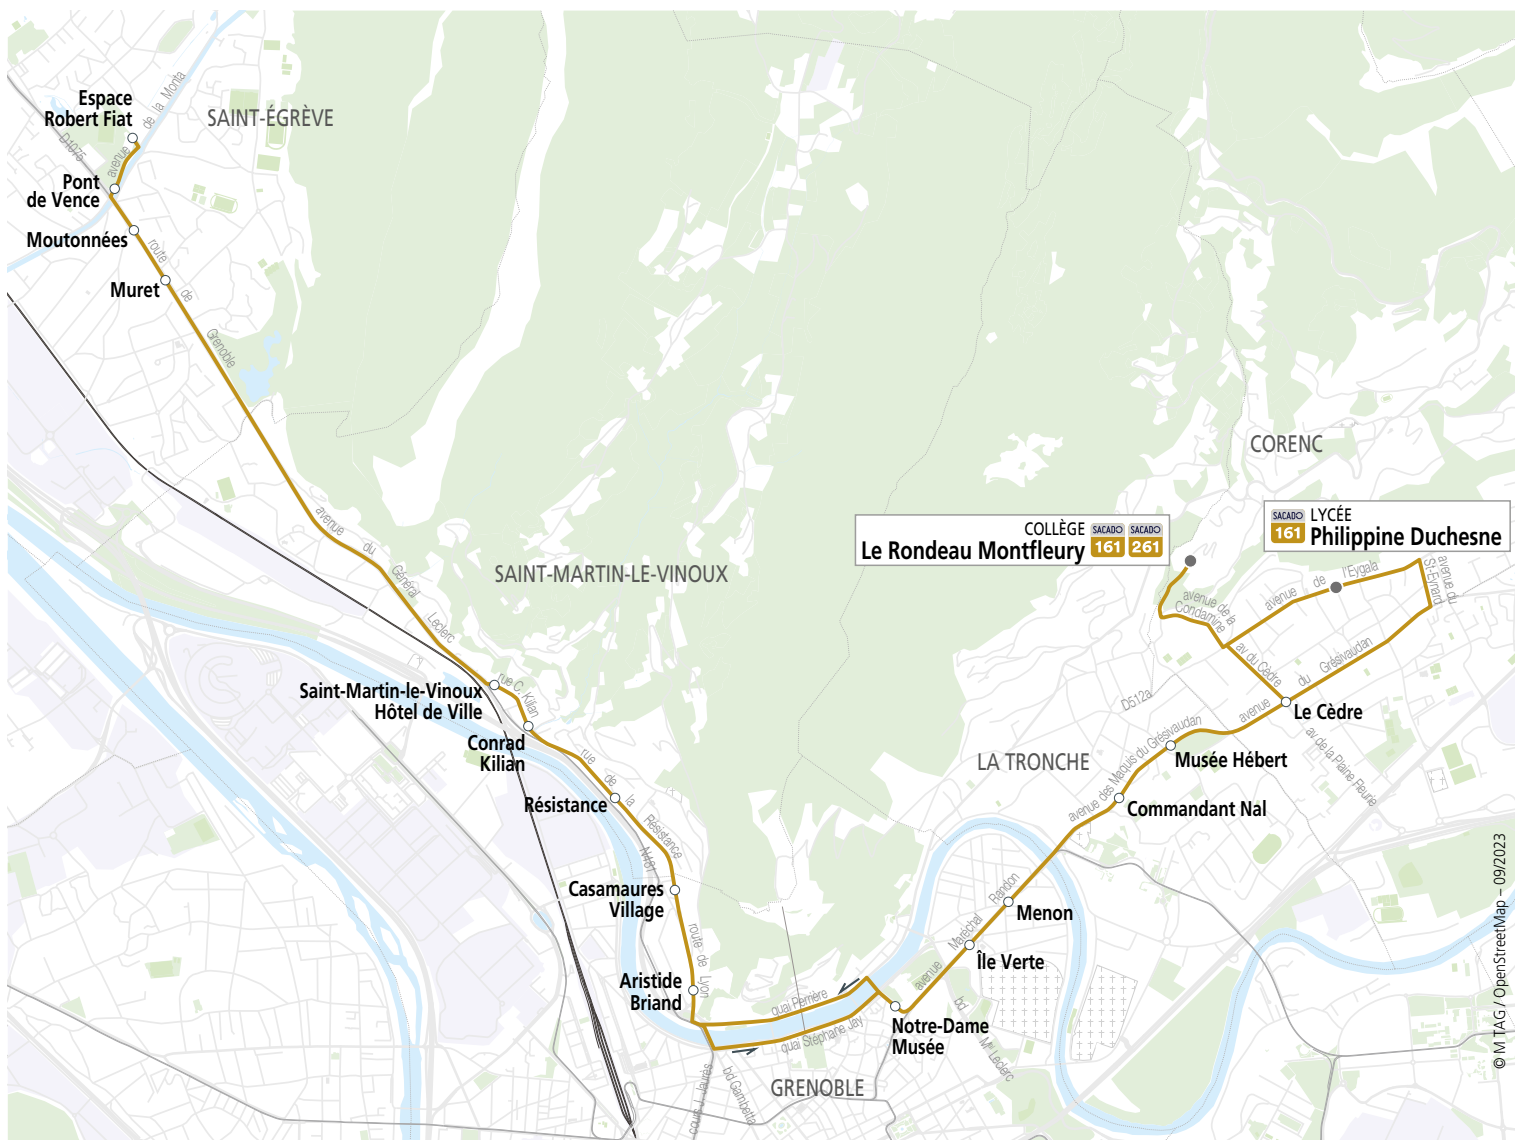 Espace
Robert Fiat
avenue de la Monta
SAINT-ÉGRÈVE
D1075
Pont
de Vence
Moutonnées
Muret
route de Grenoble
avenue du Général Leclerc
SAINT-MARTIN-LE-VINOUX
CORENC
COLLÈGE
Le Rondeau Montfleury
SACADO
161
SACADO
261
SACADO
161
LYCÉE
Philippine Duchesne
avenue de l'Eygala
avenue du
St-Eynard
avenue de la
Condamine
av du Cèdre
avenue du Grésivaudan
Saint-Martin-le-Vinoux
Hôtel de Ville
rue C. Kilian
Conrad
Kilian
rue de la Résistance
Résistance
N481
Casamaures
Village
route de Lyon
Aristide
Briand
D512a
Le Cèdre
av de la Plaine Fleurie
LA TRONCHE
Musée Hébert
avenue des Maquis du Grésivaudan
Commandant Nal
Menon
avenue Maréchal Randon
Île Verte
quai Perrière
quai Stéphane Jay
Notre-Dame
Musée
bd Mal Leclerc
GRENOBLE
cours J. Jaurès
bd Gambetta
© M TAG / OpenStreetMap – 09/2023